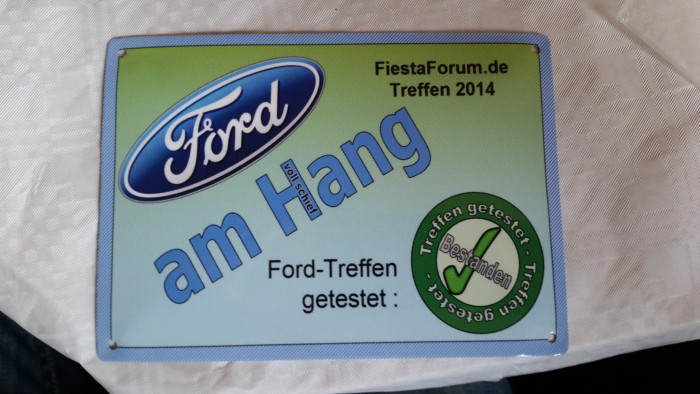 FiestaForum.de
Treffen 2014
Ford
am Hang
voll schief
Ford-Treffen
getestet :
Treffen getestet - Treffen getestet -
Bestanden